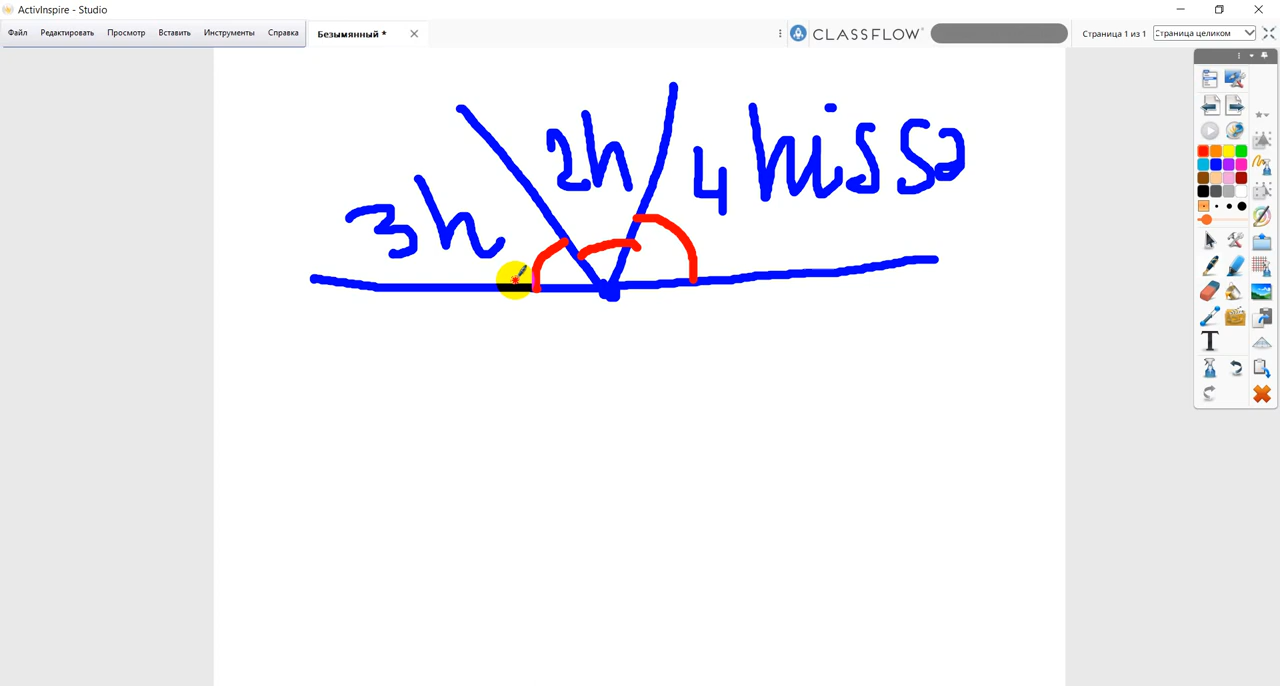 ActivInspire - Studio
Файл Редактировать Просмотр Вставить Инструменты Справка
Безымянный *
CLASSFLOW
Страница 1 из 1
Страница целиком
3h 2h 4 hissə
T